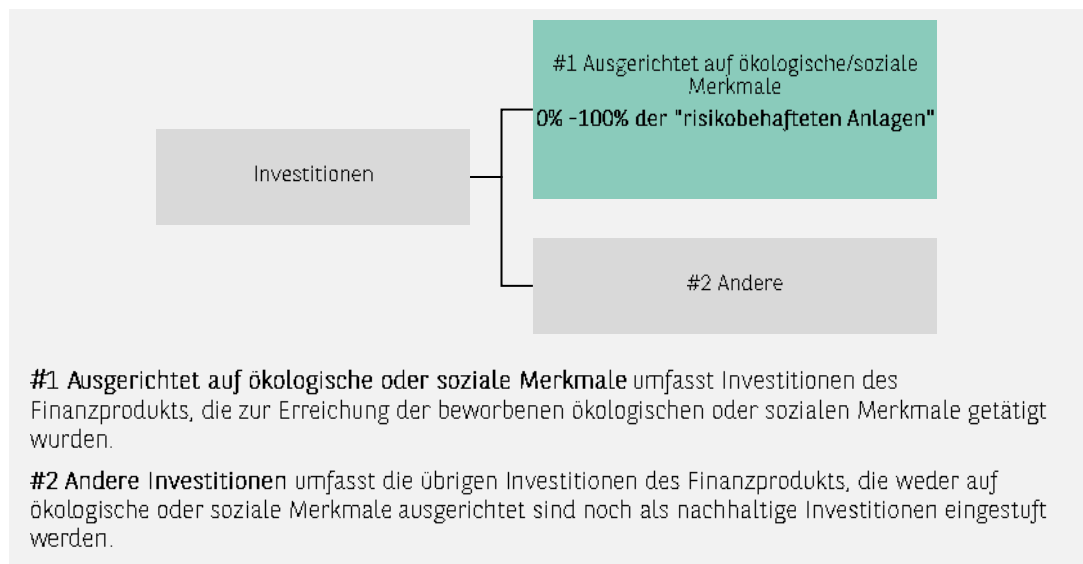 #1 Ausgerichtet auf ökologische/soziale
Merkmale
0% -100% der "risikobehafteten Anlagen"
Investitionen
#2 Andere
#1 Ausgerichtet auf ökologische oder soziale Merkmale umfasst Investitionen des
Finanzprodukts, die zur Erreichung der beworbenen ökologischen oder sozialen Merkmale getätigt
wurden.
#2 Andere Investitionen umfasst die übrigen Investitionen des Finanzprodukts, die weder auf
ökologische oder soziale Merkmale ausgerichtet sind noch als nachhaltige Investitionen eingestuft
werden.